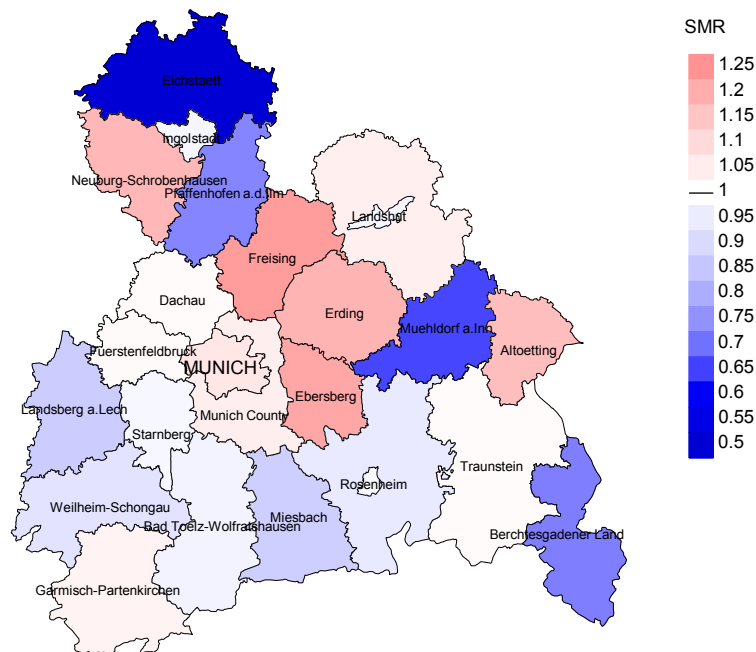 SMR
1.25
1.2
1.15
1.1
1.05
1
0.95
0.9
0.85
0.8
0.75
0.7
0.65
0.6
0.55
0.5
Eichstaett
Ingolstadt
Neuburg-Schrobenhausen
Pfaffenhofen a.d.Ilm
Landshut
Freising
Dachau
Erding
Muehldorf a.Inn
Altoetting
Fuerstenfeldbruck
MUNICH
Ebersberg
Landsberg a.Lech
Munich County
Starnberg
Traunstein
Rosenheim
Weilheim-Schongau
Miesbach
Bad Toelz-Wolfratshausen
Berchtesgadener Land
Garmisch-Partenkirchen